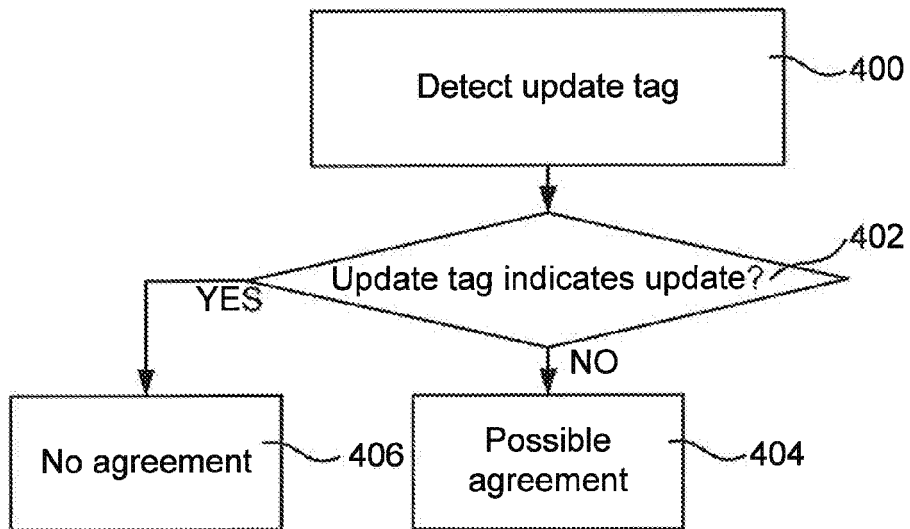 Detect update tag
400
Update tag indicates update?
402
YES
NO
No agreement
406
Possible
agreement
404